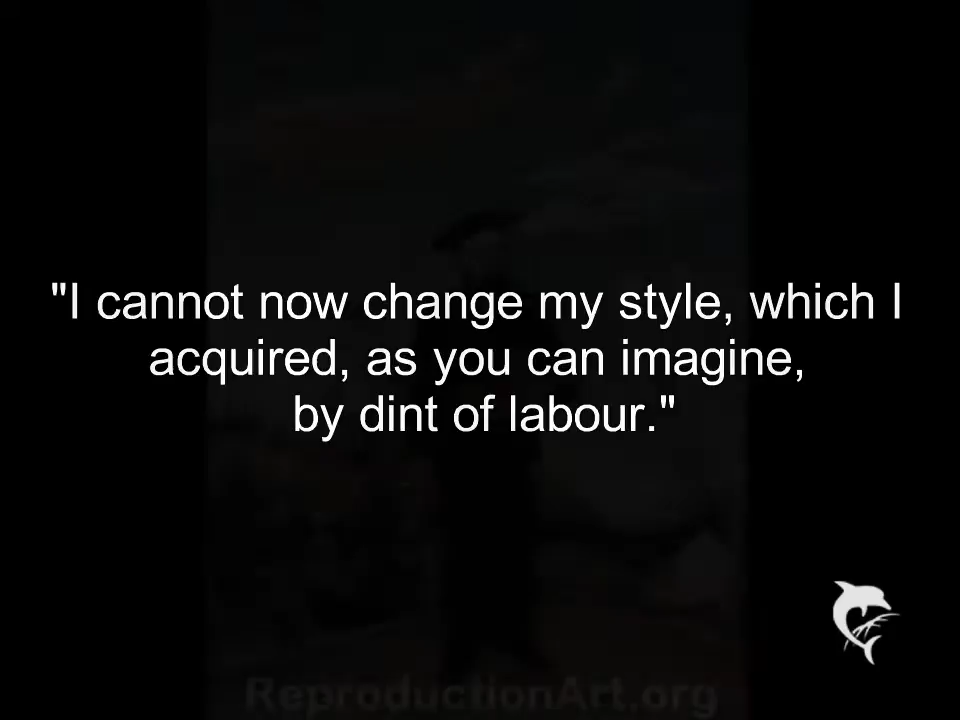 "I cannot now change my style, which I
acquired, as you can imagine,
by dint of labour."
ReproductionArt.org